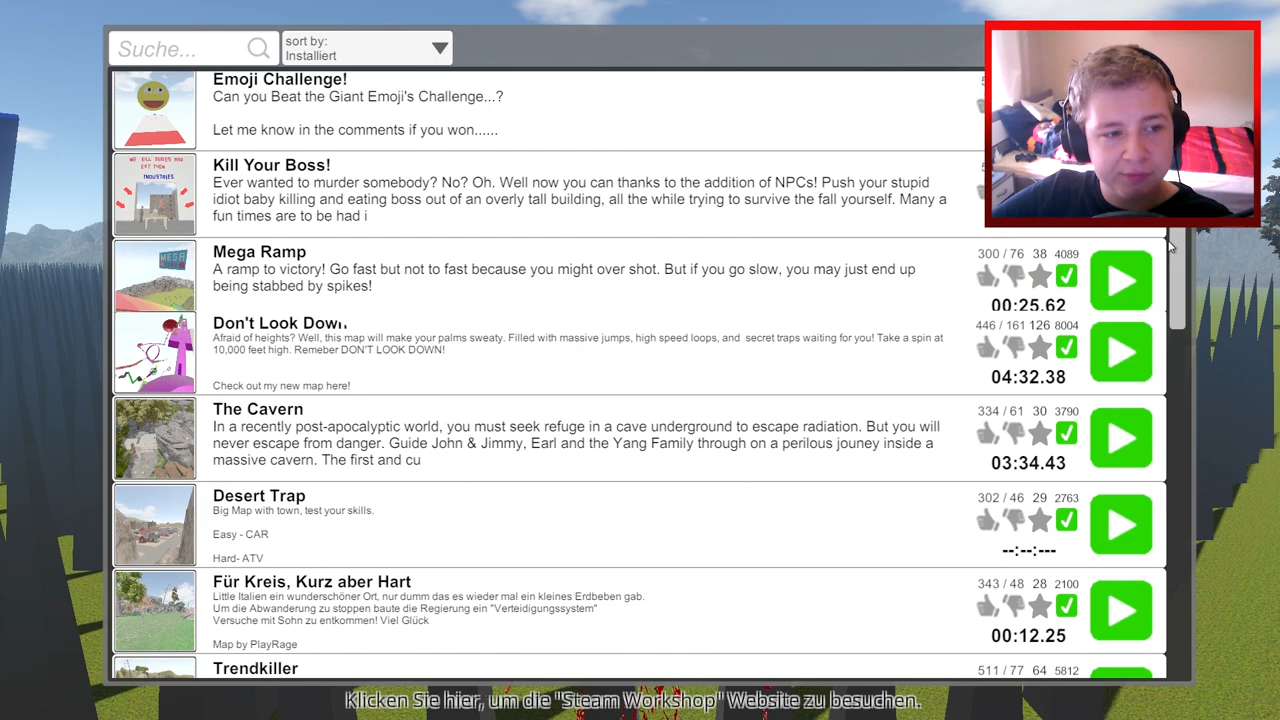 Suche...
sort by:
Installiert
Emoji Challenge!
Can you Beat the Giant Emoji's Challenge...?
Let me know in the comments if you won......
WE KILL BABIES AND
EAT THEM
INDUSTRIES
Kill Your Boss!
Ever wanted to murder somebody? No? Oh. Well now you can thanks to the addition of NPCs! Push your stupid
idiot baby killing and eating boss out of an overly tall building, all the while trying to survive the fall yourself. Many a
fun times are to be had i
MEGA
Mega Ramp
A ramp to victory! Go fast but not to fast because you might over shot. But if you go slow, you may just end up
being stabbed by spikes!
300 / 76 38 4089
00:25.62
Don't Look Down.
Afraid of heights? Well, this map will make your palms sweaty. Filled with massive jumps, high speed loops, and secret traps waiting for you! Take a spin at
10,000 feet high. Remeber DON'T LOOK DOWN!
Check out my new map here!
446 / 161 126 8004
04:32.38
The Cavern
In a recently post-apocalyptic world, you must seek refuge in a cave underground to escape radiation. But you will
never escape from danger. Guide John & Jimmy, Earl and the Yang Family through on a perilous jouney inside a
massive cavern. The first and cu
334 / 61 30 3790
03:34.43
Desert Trap
Big Map with town, test your skills.
Easy - CAR
Hard- ATV
302 / 46 29 2763
--:--:---
Für Kreis, Kurz aber Hart
Little Italien ein wunderschöner Ort, nur dumm das es wieder mal ein kleines Erdbeben gab.
Um die Abwanderung zu stoppen baute die Regierung ein "Verteidigungssystem"
Versuche mit Sohn zu entkommen! Viel Glück
Map by PlayRage
343 / 48 28 2100
00:12.25
Trendkiller
511 / 77 64 5812
Klicken Sie hier, um die "Steam Workshop" Website zu besuchen.